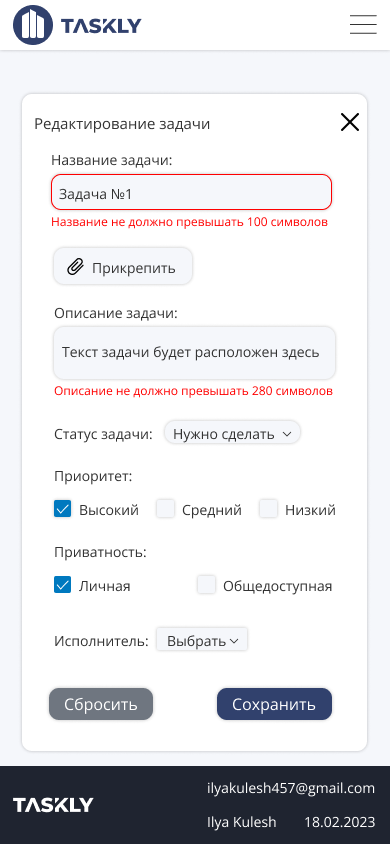 TASKLY
Редактирование задачи
Название задачи:
Задача №1
Название не должно превышать 100 символов
Прикрепить
Описание задачи:
Текст задачи будет расположен здесь
Описание не должно превышать 280 символов
Статус задачи: Нужно сделать
Приоритет:
Высокий Средний Низкий
Приватность:
Личная Общедоступная
Исполнитель: Выбрать
Сбросить Сохранить
ilyakulesh457@gmail.com
TASKLY
Ilya Kulesh 18.02.2023